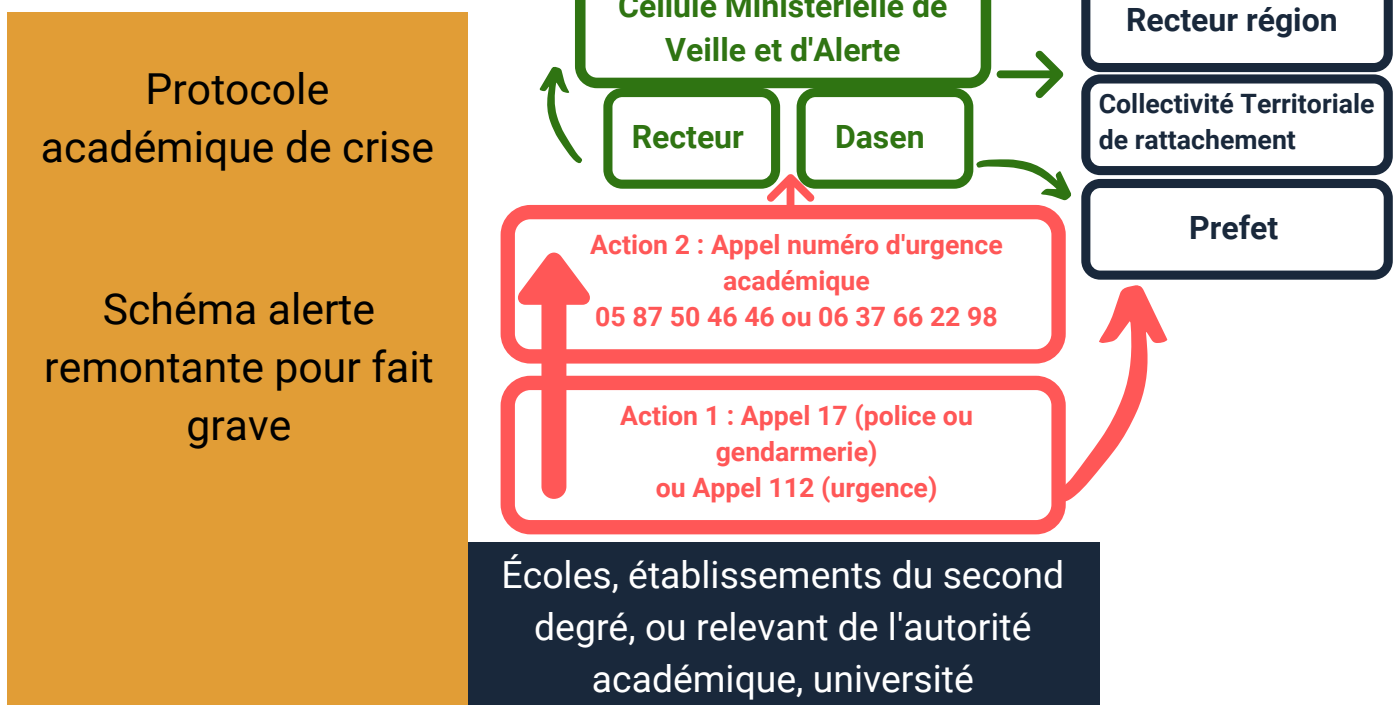 Protocole
académique de crise
Schéma alerte
remontante pour fait
grave
Cellule Ministérielle de
Veille et d'Alerte
Recteur
Dasen
Recteur région
Collectivité Territoriale
de rattachement
Prefet
Action 2 : Appel numéro d'urgence
académique
05 87 50 46 46 ou 06 37 66 22 98
Action 1 : Appel 17 (police ou
gendarmerie)
ou Appel 112 (urgence)
Écoles, établissements du second
degré, ou relevant de l'autorité
académique, université